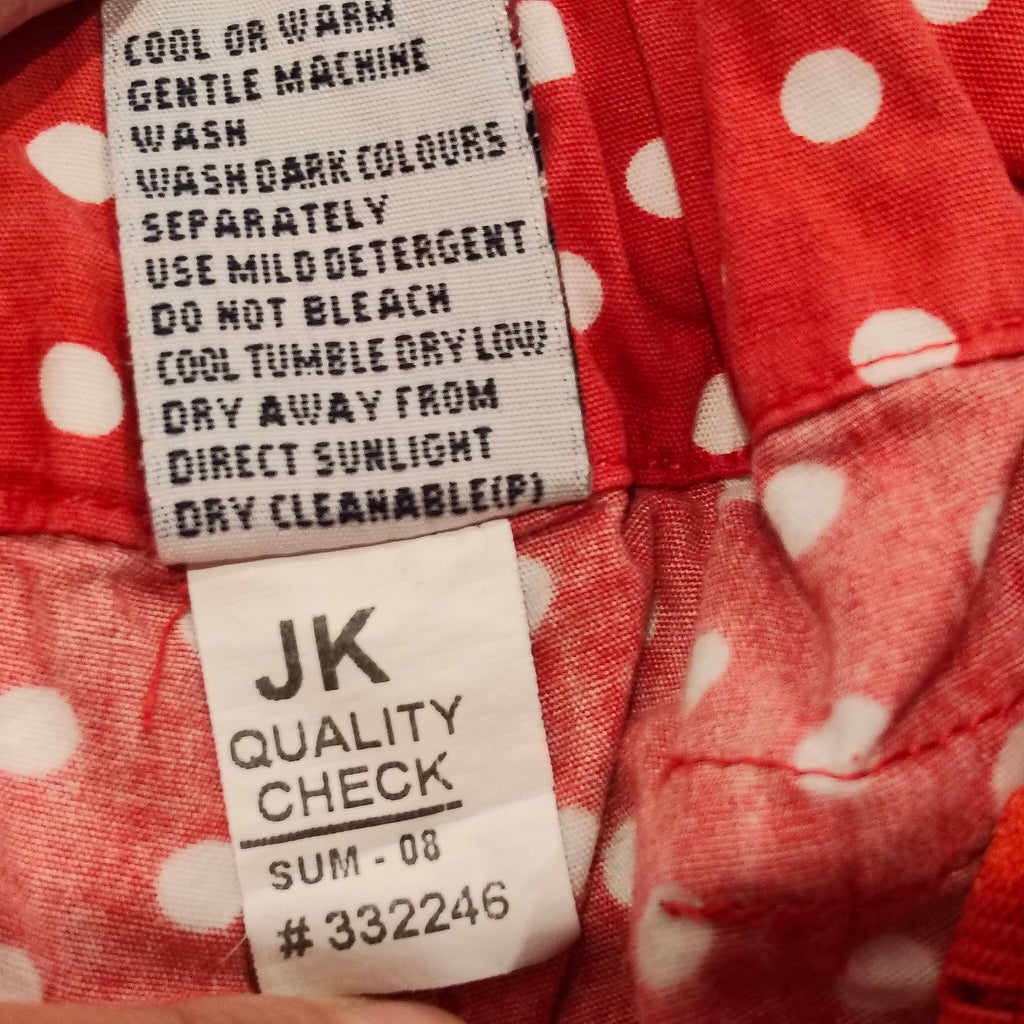 COOL OR WARM
GENTLE MACHINE
WASH
WASH DARK COLOURS
SEPARATELY
USE MILD DETERGENT
DO NOT BLEACH
COOL TUMBLE DRY LOW
DRY AWAY FROM
DIRECT SUNLIGHT
DRY CLEANABLE(P)
JK
QUALITY
CHECK
SUM - 08
# 332246